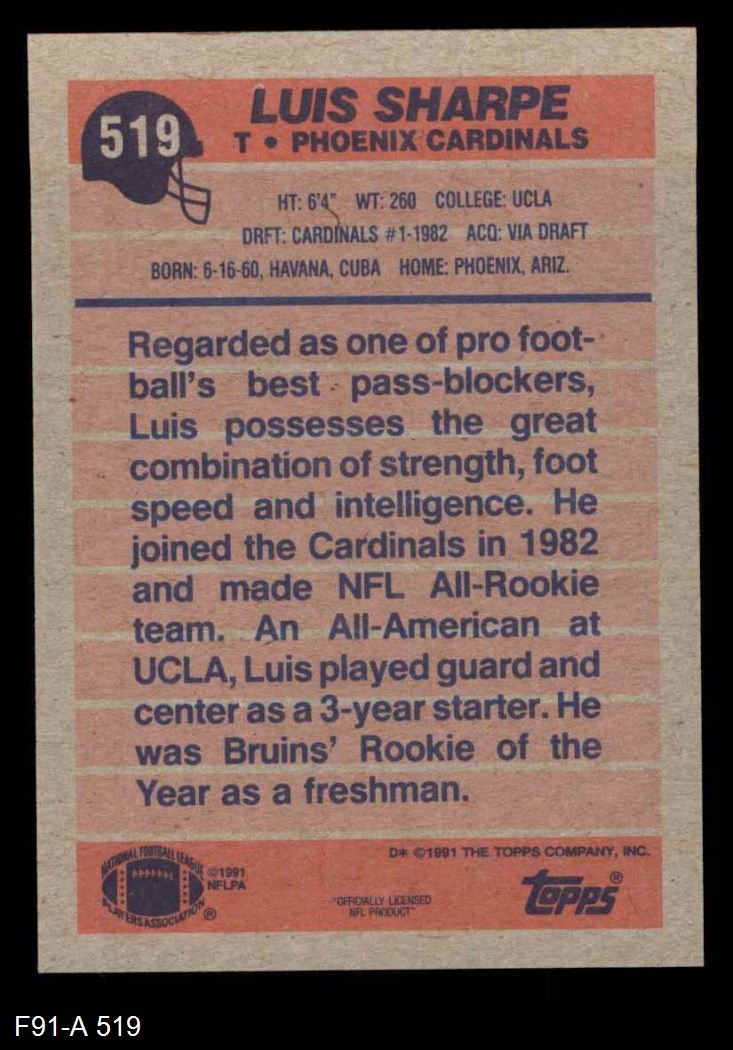 519
LUIS SHARPE
T • PHOENIX CARDINALS
HT: 6'4" WT: 260 COLLEGE: UCLA
DRFT: CARDINALS #1-1982 ACQ: VIA DRAFT
BORN: 6-16-60, HAVANA, CUBA HOME: PHOENIX, ARIZ.
Regarded as one of pro foot-
ball's best pass-blockers,
Luis possesses the great
combination of strength, foot
speed and intelligence. He
joined the Cardinals in 1982
and made NFL All-Rookie
team. An All-American at
UCLA, Luis played guard and
center as a 3-year starter. He
was Bruins' Rookie of the
Year as a freshman.
NATIONAL FOOTBALL LEAGUE
PLAYERS ASSOCIATION ®
©1991
NFLPA
D* ©1991 THE TOPPS COMPANY, INC.
"OFFICIALLY LICENSED
NFL PRODUCT"
topps®
F91-A 519